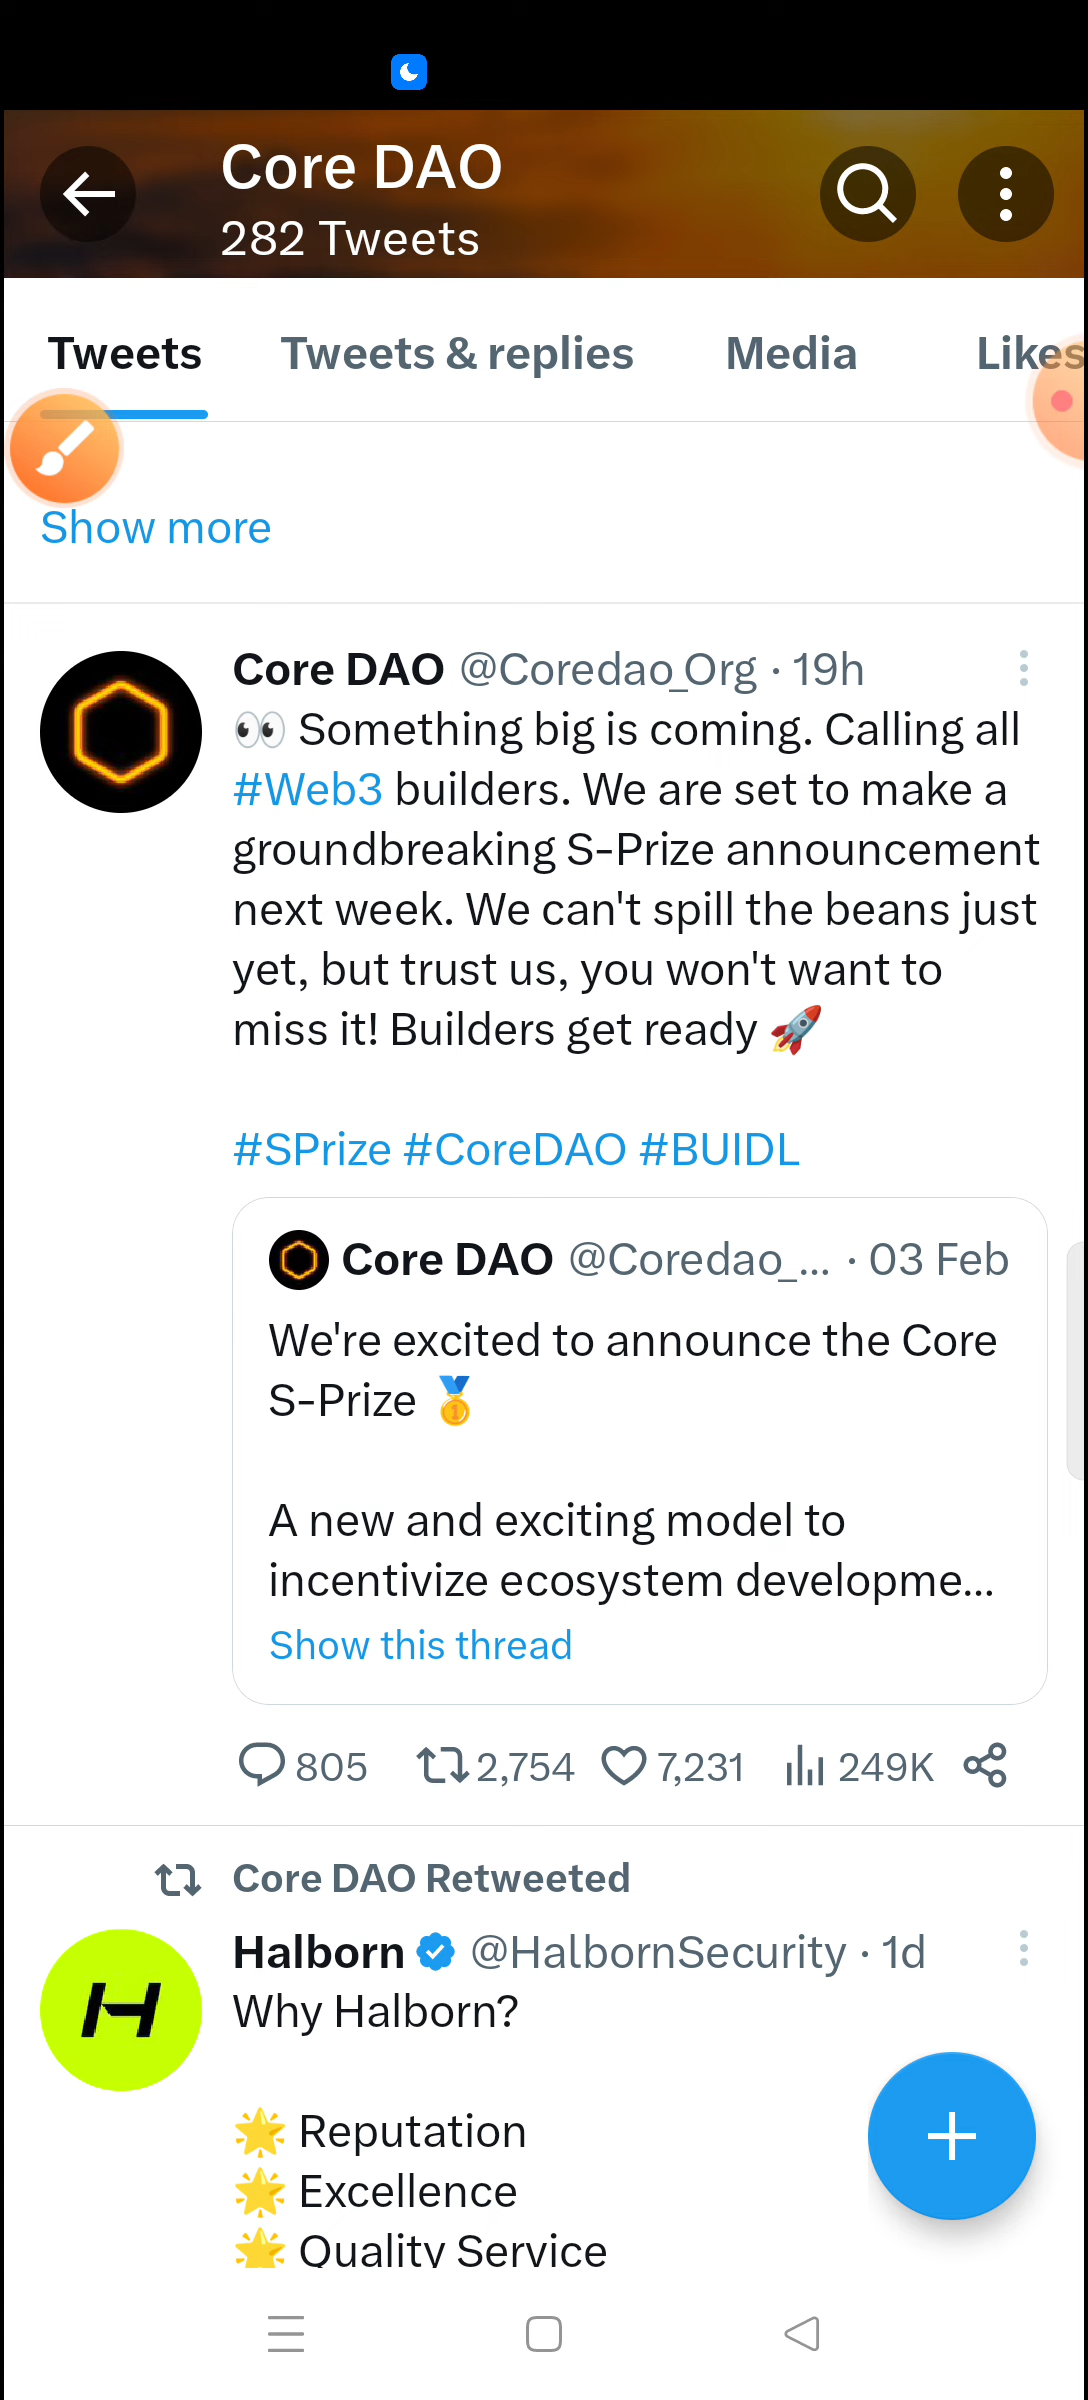 Core DAO
282 Tweets
Tweets Tweets & replies Media Likes
Show more
Core DAO @Coredao_Org · 19h
👀 Something big is coming. Calling all
#Web3 builders. We are set to make a
groundbreaking S-Prize announcement
next week. We can't spill the beans just
yet, but trust us, you won't want to
miss it! Builders get ready 🚀
#SPrize #CoreDAO #BUIDL
Core DAO @Coredao_... · 03 Feb
We're excited to announce the Core
S-Prize 🥇
A new and exciting model to
incentivize ecosystem developme...
Show this thread
805 2,754 7,231 249K
Core DAO Retweeted
Halborn @HalbornSecurity · 1d
Why Halborn?
🌟 Reputation
🌟 Excellence
🌟 Quality Service